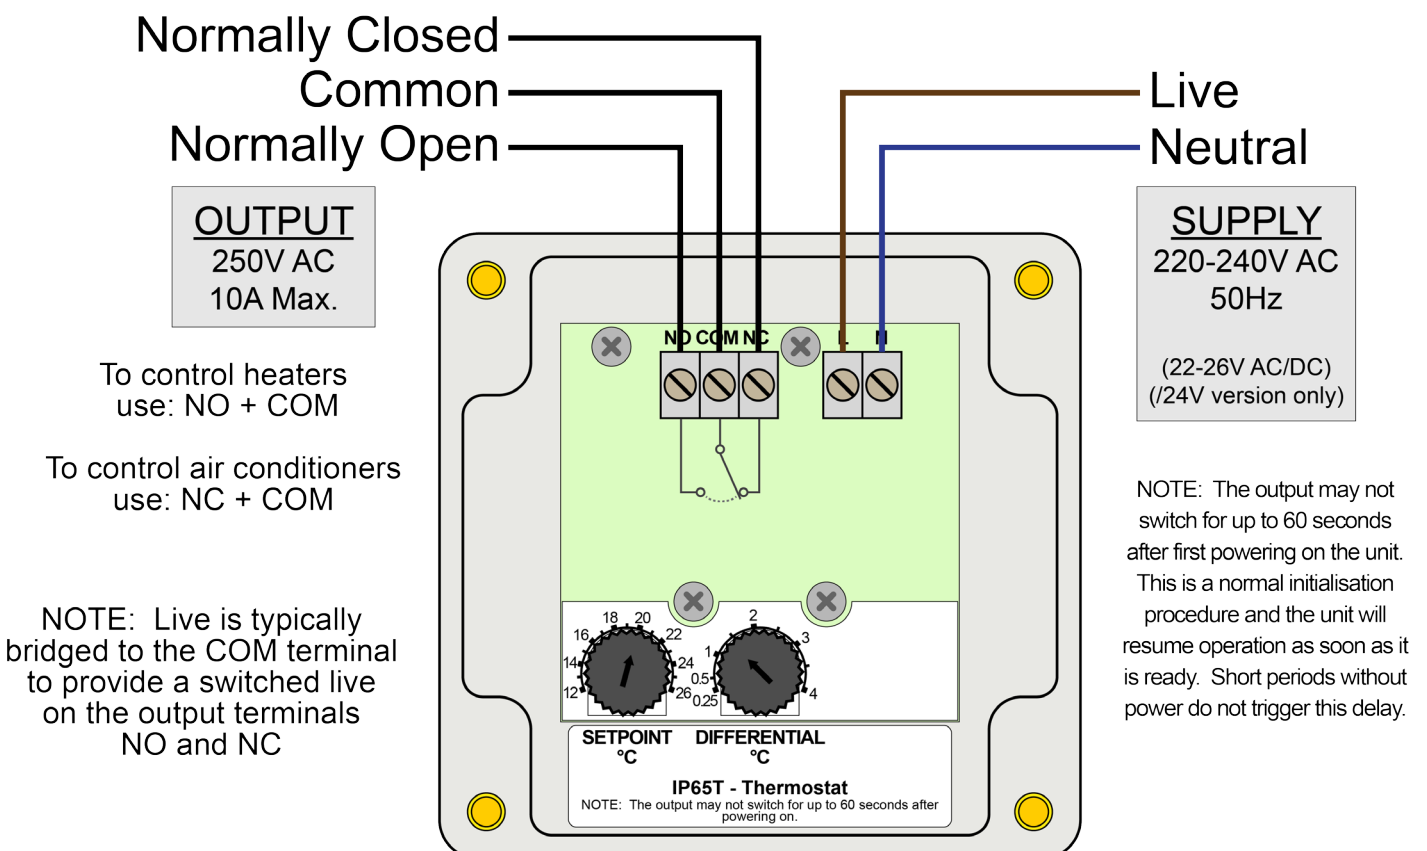 Normally Closed
Common
Normally Open
Live
Neutral
OUTPUT
250V AC
10A Max.
SUPPLY
220-240V AC
50Hz
(22-26V AC/DC)
(/24V version only)
To control heaters
use: NO + COM
To control air conditioners
use: NC + COM
NOTE: Live is typically
bridged to the COM terminal
to provide a switched live
on the output terminals
NO and NC
NO COM NC
L N
NOTE: The output may not
switch for up to 60 seconds
after first powering on the unit.
This is a normal initialisation
procedure and the unit will
resume operation as soon as it
is ready. Short periods without
power do not trigger this delay.
12 14 16 18 20 22 24 26
0.25 0.5 1 2 3 4
SETPOINT
°C
DIFFERENTIAL
°C
IP65T - Thermostat
NOTE: The output may not switch for up to 60 seconds after
powering on.